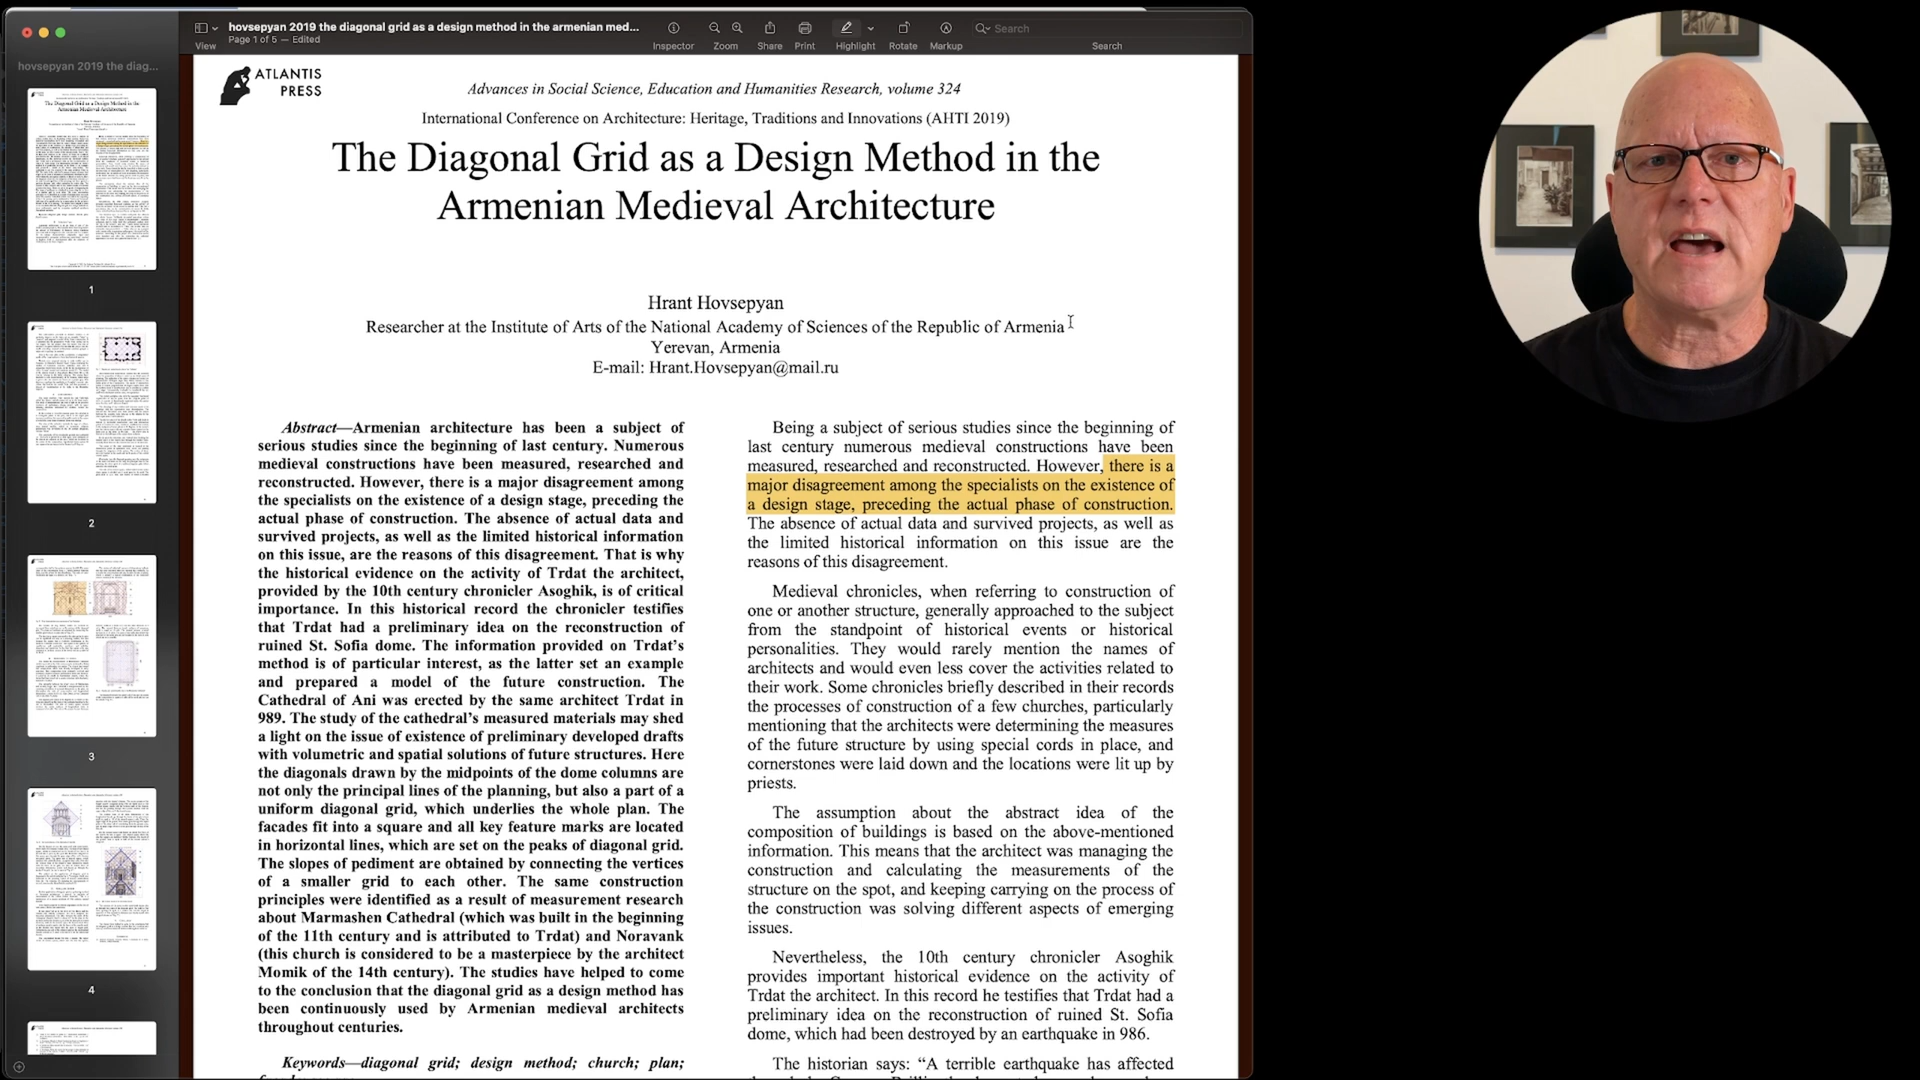 hovsepyan 2019 the diagonal grid as a design method in the armenian med...
Page 1 of 5 — Edited
View
Inspector
Zoom
Share
Print
Highlight
Rotate
Markup
Search
Search
hovsepyan 2019 the diag...
1
2
3
4
ATLANTIS
PRESS
Advances in Social Science, Education and Humanities Research, volume 324
International Conference on Architecture: Heritage, Traditions and Innovations (AHTI 2019)
The Diagonal Grid as a Design Method in the
Armenian Medieval Architecture
Hrant Hovsepyan
Researcher at the Institute of Arts of the National Academy of Sciences of the Republic of Armenia
Yerevan, Armenia
E-mail: Hrant.Hovsepyan@mail.ru
Abstract—Armenian architecture has been a subject of
serious studies since the beginning of last century. Numerous
medieval constructions have been measured, researched and
reconstructed. However, there is a major disagreement among
the specialists on the existence of a design stage, preceding the
actual phase of construction. The absence of actual data and
survived projects, as well as the limited historical information
on this issue, are the reasons of this disagreement. That is why
the historical evidence on the activity of Trdat the architect,
provided by the 10th century chronicler Asoghik, is of critical
importance. In this historical record the chronicler testifies
that Trdat had a preliminary idea on the reconstruction of
ruined St. Sofia dome. The information provided on Trdat's
method is of particular interest, as the latter set an example
and prepared a model of the future construction. The
Cathedral of Ani was erected by the same architect Trdat in
989. The study of the cathedral's measured materials may shed
a light on the issue of existence of preliminary developed drafts
with volumetric and spatial solutions of future structures. Here
the diagonals drawn by the midpoints of the dome columns are
not only the principal lines of the planning, but also a part of a
uniform diagonal grid, which underlies the whole plan. The
facades fit into a square and all key feature marks are located
in horizontal lines, which are set on the peaks of diagonal grid.
The slopes of pediment are obtained by connecting the vertices
of a smaller grid to each other. The same construction
principles were identified as a result of measurement research
about Marmashen Cathedral (which was built in the beginning
of the 11th century and is attributed to Trdat) and Noravank
(this church is considered to be a masterpiece by the architect
Momik of the 14th century). The studies have helped to come
to the conclusion that the diagonal grid as a design method has
been continuously used by Armenian medieval architects
throughout centuries.
Keywords—diagonal grid; design method; church; plan;
Being a subject of serious studies since the beginning of
last century numerous medieval constructions have been
measured, researched and reconstructed. However, there is a
major disagreement among the specialists on the existence of
a design stage, preceding the actual phase of construction.
The absence of actual data and survived projects, as well as
the limited historical information on this issue are the
reasons of this disagreement.
Medieval chronicles, when referring to construction of
one or another structure, generally approached to the subject
from the standpoint of historical events or historical
personalities. They would rarely mention the names of
architects and would even less cover the activities related to
their work. Some chronicles briefly described in their records
the processes of construction of a few churches, particularly
mentioning that the architects were determining the measures
of the future structure by using special cords in place, and
cornerstones were laid down and the locations were lit up by
priests.
The assumption about the abstract idea of the
composition of buildings is based on the above-mentioned
information. This means that the architect was managing the
construction and calculating the measurements of the
structure on the spot, and keeping carrying on the process of
the construction was solving different aspects of emerging
issues.
Nevertheless, the 10th century chronicler Asoghik
provides important historical evidence on the activity of
Trdat the architect. In this record he testifies that Trdat had a
preliminary idea on the reconstruction of ruined St. Sofia
dome, which had been destroyed by an earthquake in 986.
The historian says: “A terrible earthquake has affected